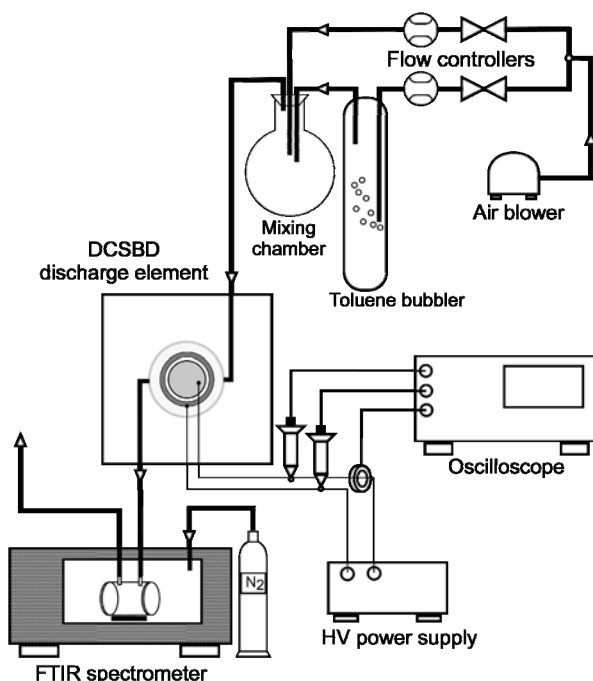 Flow controllers
Air blower
Mixing
chamber
Toluene bubbler
DCSBD
discharge element
Oscilloscope
N2
HV power supply
FTIR spectrometer